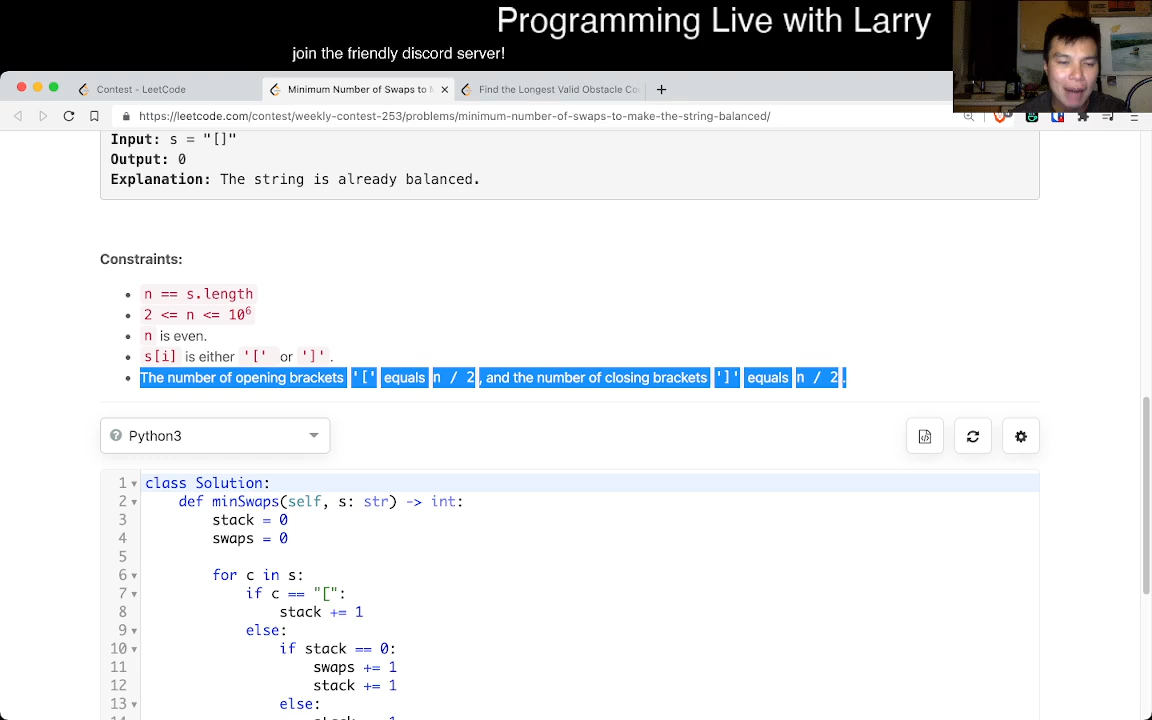 Programming Live with Larry
join the friendly discord server!
Contest - LeetCode
Minimum Number of Swaps to M
Find the Longest Valid Obstacle Co
https://leetcode.com/contest/weekly-contest-253/problems/minimum-number-of-swaps-to-make-the-string-balanced/
Input: s = "[]"
Output: 0
Explanation: The string is already balanced.
Constraints:
n == s.length
2 <= n <= 10⁶
n is even.
s[i] is either '[' or ']'.
The number of opening brackets '[' equals n / 2, and the number of closing brackets ']' equals n / 2.
Python3
1 class Solution:
2 def minSwaps(self, s: str) -> int:
3 stack = 0
4 swaps = 0
5
6 for c in s:
7 if c == "[":
8 stack += 1
9 else:
10 if stack == 0:
11 swaps += 1
12 stack += 1
13 else: